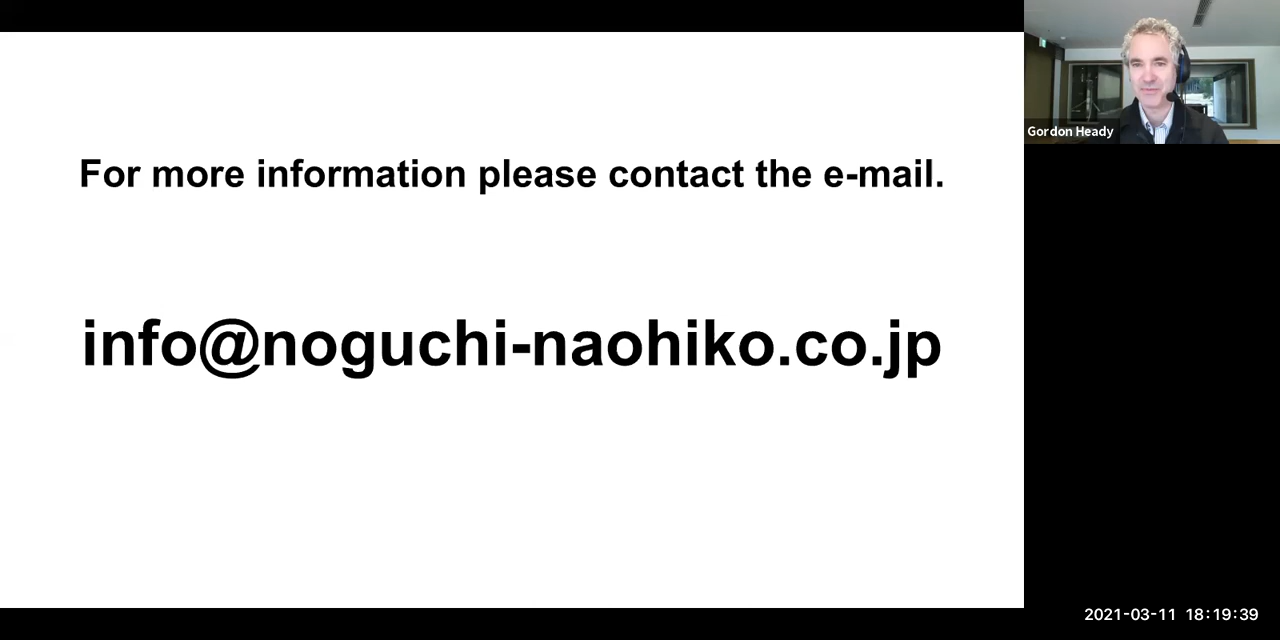 For more information please contact the e-mail.
info@noguchi-naohiko.co.jp
Gordon Heady
2021-03-11 18:19:39